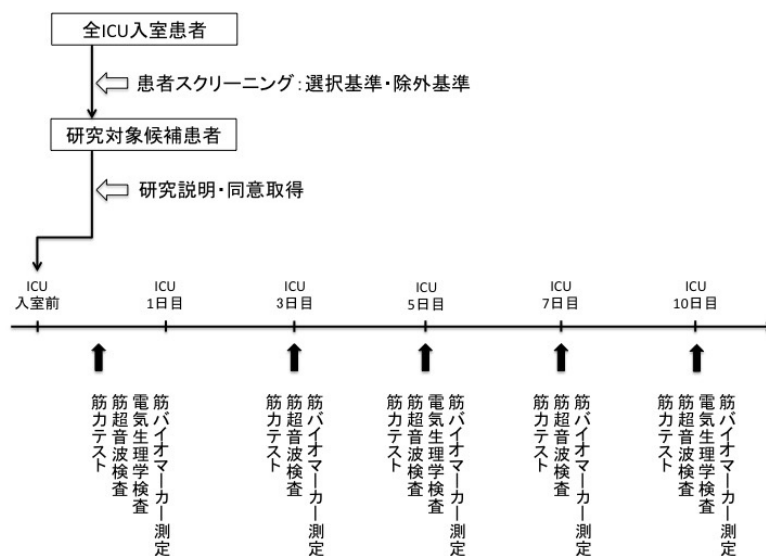 全ICU入室患者
患者スクリーニング：選択基準・除外基準
研究対象候補患者
研究説明・同意取得
ICU
入室前
ICU
1日目
ICU
3日目
ICU
5日目
ICU
7日目
ICU
10日目
筋バイオマーカー測定
電気生理学検査
筋超音波検査
筋力テスト
筋バイオマーカー測定
筋超音波検査
筋力テスト
筋バイオマーカー測定
電気生理学検査
筋超音波検査
筋力テスト
筋バイオマーカー測定
筋超音波検査
筋力テスト
筋バイオマーカー測定
電気生理学検査
筋超音波検査
筋力テスト